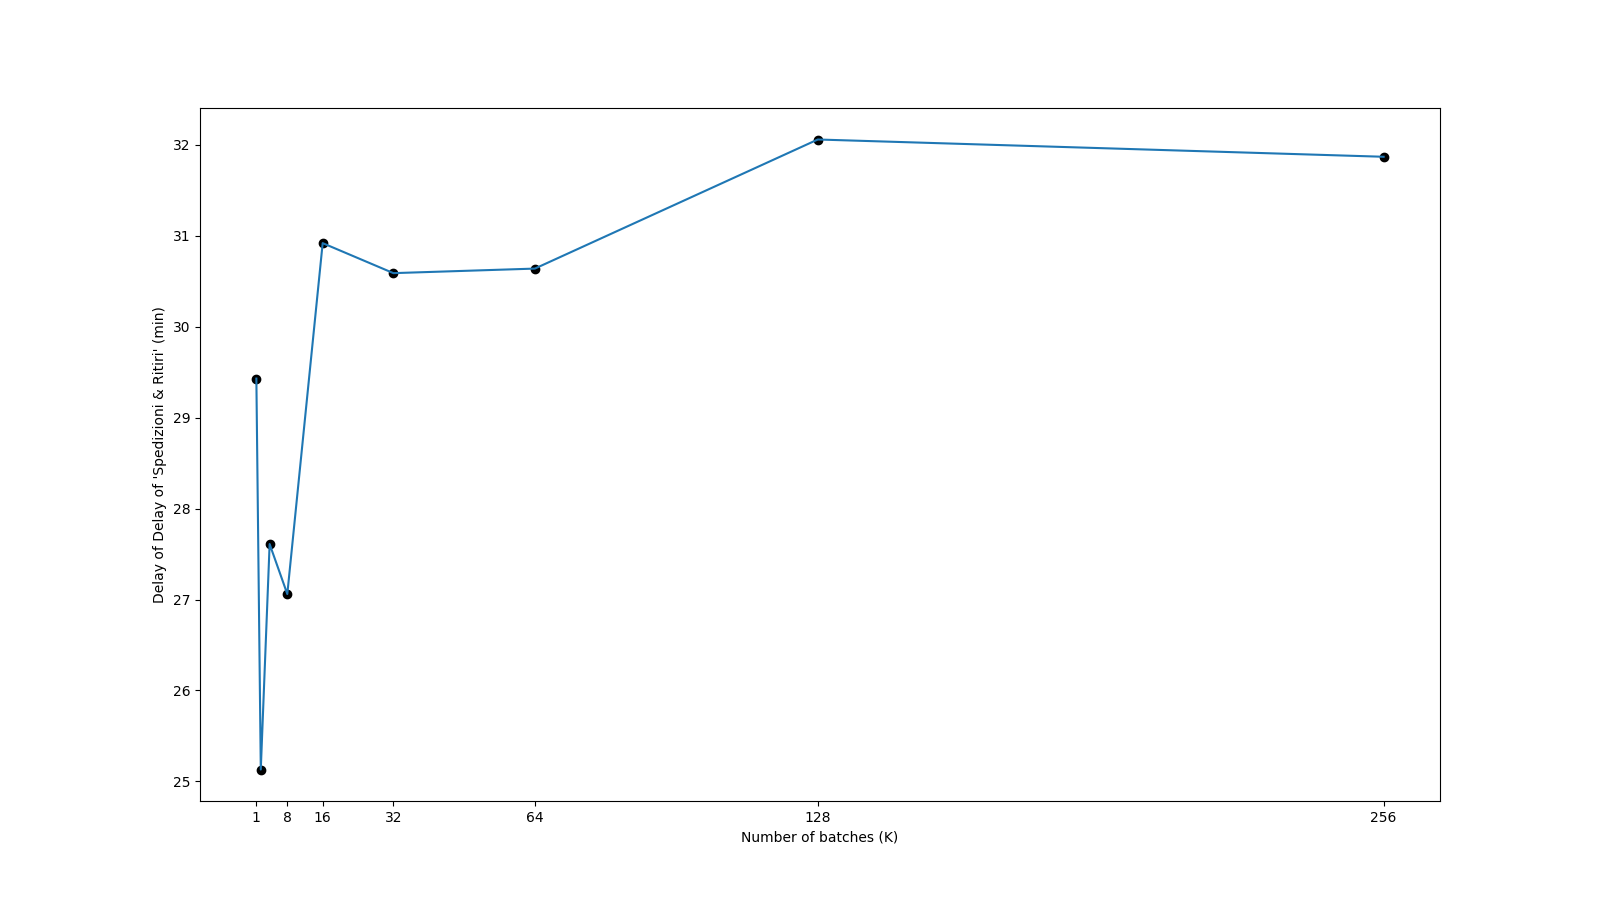 Delay of Delay of 'Spedizioni & Ritiri' (min)
32
31
30
29
28
27
26
25
1 8 16 32 64 128 256
Number of batches (K)